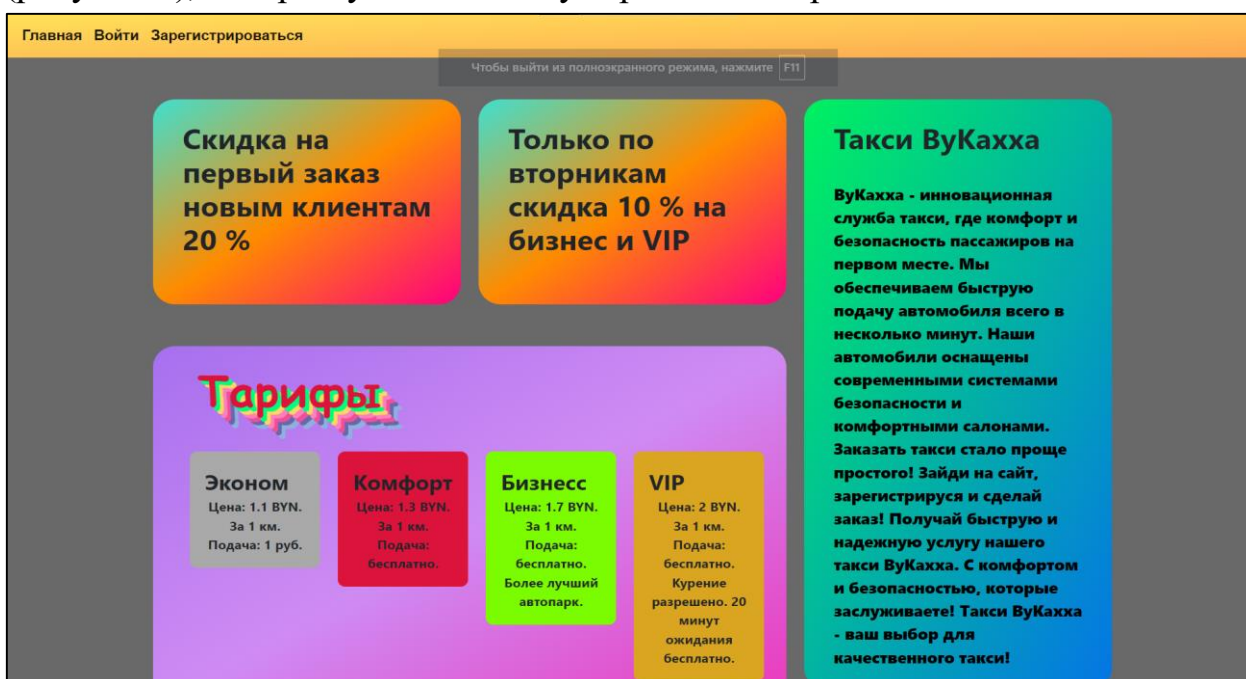 Главная Войти Зарегистрироваться
Чтобы выйти из полноэкранного режима, нажмите F11
Скидка на
первый заказ
новым клиентам
20 %
Только по
вторникам
скидка 10 % на
бизнес и VIP
Такси ВуКахха
ВуКахха - инновационная
служба такси, где комфорт и
безопасность пассажиров на
первом месте. Мы
обеспечиваем быструю
подачу автомобиля всего в
несколько минут. Наши
автомобили оснащены
современными системами
безопасности и
комфортными салонами.
Заказать такси стало проще
простого! Зайди на сайт,
зарегистрируся и сделай
заказ! Получай быструю и
надежную услугу нашего
такси ВуКахха. С комфортом
и безопасностью, которые
заслуживаете! Такси ВуКахха
- ваш выбор для
качественного такси!
Тарифы
Эконом
Цена: 1.1 BYN.
За 1 км.
Подача: 1 руб.
Комфорт
Цена: 1.3 BYN.
За 1 км.
Подача:
бесплатно.
Бизнесс
Цена: 1.7 BYN.
За 1 км.
Подача:
бесплатно.
Более лучший
автопарк.
VIP
Цена: 2 BYN.
За 1 км.
Подача:
бесплатно.
Курение
разрешено. 20
минут
ожидания
бесплатно.